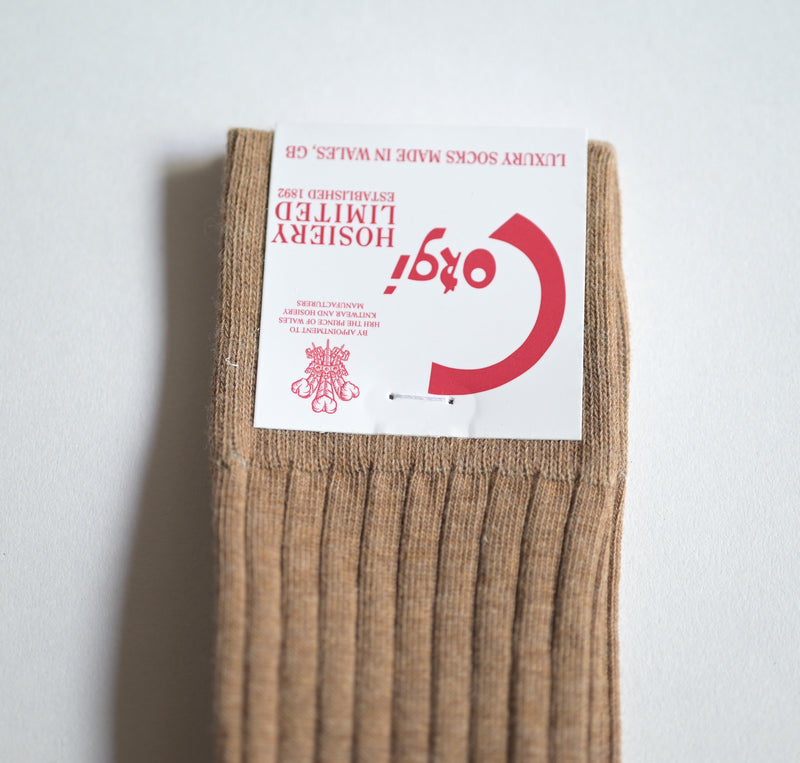 BY APPOINTMENT TO
HRH THE PRINCE OF WALES
KNITWEAR AND HOSIERY
MANUFACTURERS
CORgi
HOSIERY
LIMITED
ESTABLISHED 1892
LUXURY SOCKS MADE IN WALES, GB